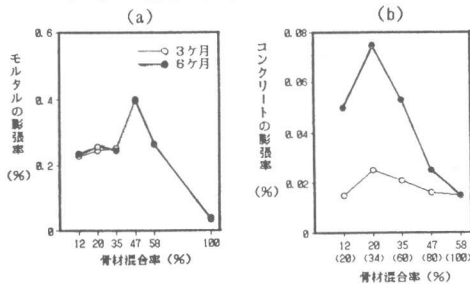 (a)
モルタルの膨張率
(%)
0.6
0.4
0.2
0
○ 3ヶ月
● 6ヶ月
12 20 35 47 58 100
骨材混合率 (%)
(b)
コンクリートの膨張率
(%)
0.08
0.06
0.04
0.02
0
12 20 35 47 58
(20) (34) (60) (80) (100)
骨材混合率 (%)